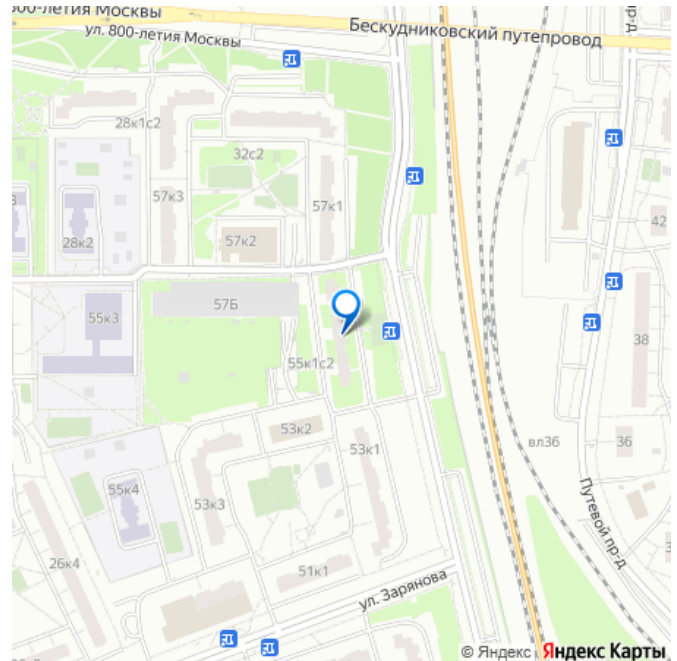 800-летия Москвы
ул. 800-летия Москвы
Бескудниковский путепровод
28к1с2
32с2
57к3
57к1
28к2
57к2
42
57Б
55к3
38
55к1с2
53к2
53к1
вл36
36
55к4
53к3
Путевой пр-д
26к4
51к1
ул. Зарянова
© Яндекс Яндекс Карты